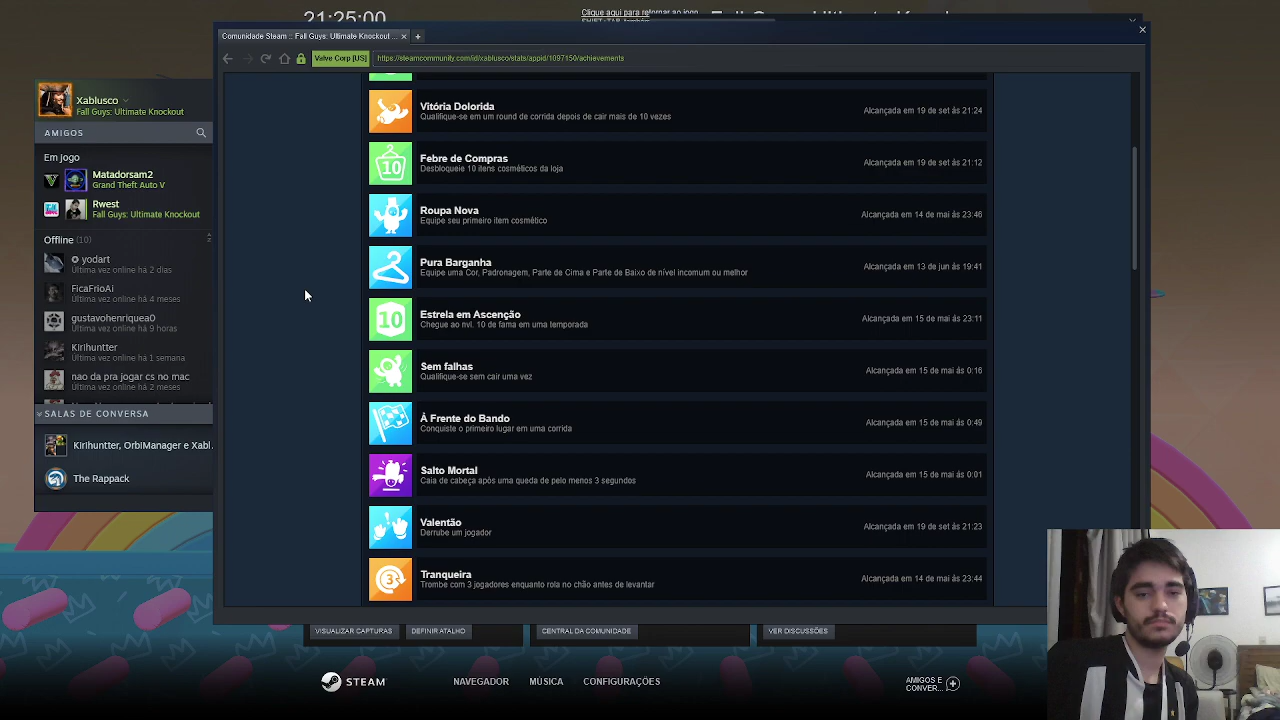 21:25:00
Clique aqui para retornar ao jogo
Comunidade Steam :: Fall Guys: Ultimate Knockout ...
Valve Corp [US]
https://steamcommunity.com/id/xablusco/stats/appid/1097150/achievements
Xablusco
Fall Guys: Ultimate Knockout
AMIGOS
Em jogo
Matadorsam2
Grand Theft Auto V
Rwest
Fall Guys: Ultimate Knockout
Offline (10)
yodart
Última vez online há 2 dias
FicaFrioAi
Última vez online há 4 meses
gustavohenriquea0
Última vez online há 9 horas
Kirihuntter
Última vez online há 1 semana
nao da pra jogar cs no mac
Última vez online há 2 meses
SALAS DE CONVERSA
Kirihuntter, OrbiManager e Xabl
The Rappack
Vitória Dolorida
Qualifique-se em um round de corrida depois de cair mais de 10 vezes
Alcançada em 19 de set às 21:24
10
Febre de Compras
Desbloqueie 10 itens cosméticos da loja
Alcançada em 19 de set às 21:12
Roupa Nova
Equipe seu primeiro item cosmético
Alcançada em 14 de mai às 23:46
Pura Barganha
Equipe uma Cor, Padronagem, Parte de Cima e Parte de Baixo de nível incomum ou melhor
Alcançada em 13 de jun às 19:41
10
Estrela em Ascenção
Chegue ao nvl. 10 de fama em uma temporada
Alcançada em 15 de mai às 23:11
Sem falhas
Qualifique-se sem cair uma vez
Alcançada em 15 de mai às 0:16
À Frente do Bando
Conquiste o primeiro lugar em uma corrida
Alcançada em 15 de mai às 0:49
Salto Mortal
Caia de cabeça após uma queda de pelo menos 3 segundos
Alcançada em 15 de mai às 0:01
Valentão
Derrube um jogador
Alcançada em 19 de set às 21:23
3
Tranqueira
Trombe com 3 jogadores enquanto rola no chão antes de levantar
Alcançada em 14 de mai às 23:44
VISUALIZAR CAPTURAS
DEFINIR ATALHO
CENTRAL DA COMUNIDADE
VER DISCUSSÕES
STEAM
NAVEGADOR
MÚSICA
CONFIGURAÇÕES
AMIGOS E
CONVER...